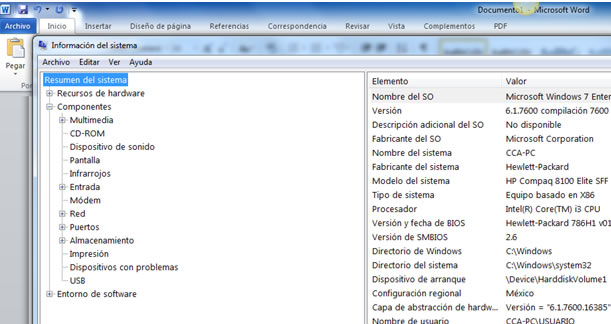 Documento1 - Microsoft Word
Archivo Inicio Insertar Diseño de página Referencias Correspondencia Revisar Vista Complementos PDF
Pegar
Información del sistema
Archivo Editar Ver Ayuda
Resumen del sistema
Recursos de hardware
Componentes
Multimedia
CD-ROM
Dispositivo de sonido
Pantalla
Infrarrojos
Entrada
Módem
Red
Puertos
Almacenamiento
Impresión
Dispositivos con problemas
USB
Entorno de software
Elemento Valor
Nombre del SO Microsoft Windows 7 Enter
Versión 6.1.7600 compilación 7600
Descripción adicional del SO No disponible
Fabricante del SO Microsoft Corporation
Nombre del sistema CCA-PC
Fabricante del sistema Hewlett-Packard
Modelo del sistema HP Compaq 8100 Elite SFF
Tipo de sistema Equipo basado en X86
Procesador Intel(R) Core(TM) i3 CPU
Versión y fecha de BIOS Hewlett-Packard 786H1 v01
Versión de SMBIOS 2.6
Directorio de Windows C:\Windows
Directorio del sistema C:\Windows\system32
Dispositivo de arranque \Device\HarddiskVolume1
Configuración regional México
Capa de abstracción de hardw... Versión = "6.1.7600.16385"
Nombre de usuario CCA-PC\USUARIO